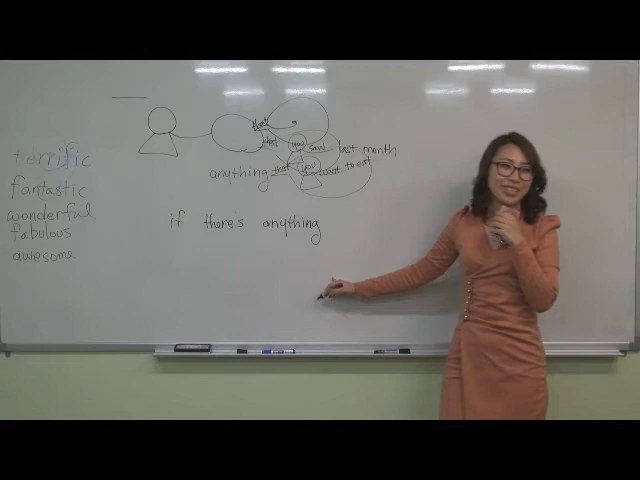 terrific
fantastic
wonderful
fabulous
awesome
that
that you saw last month
anything that you want to eat
if there's anything